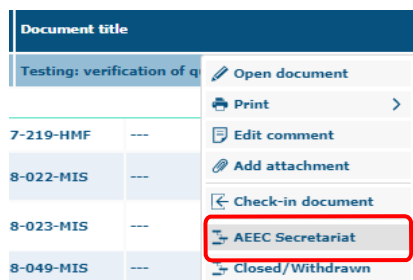 Document title
Testing: verification of q
Open document
Print >
7-219-HMF ---
Edit comment
Add attachment
8-022-MIS ---
Check-in document
8-023-MIS ---
AEEC Secretariat
8-049-MIS ---
Closed/Withdrawn